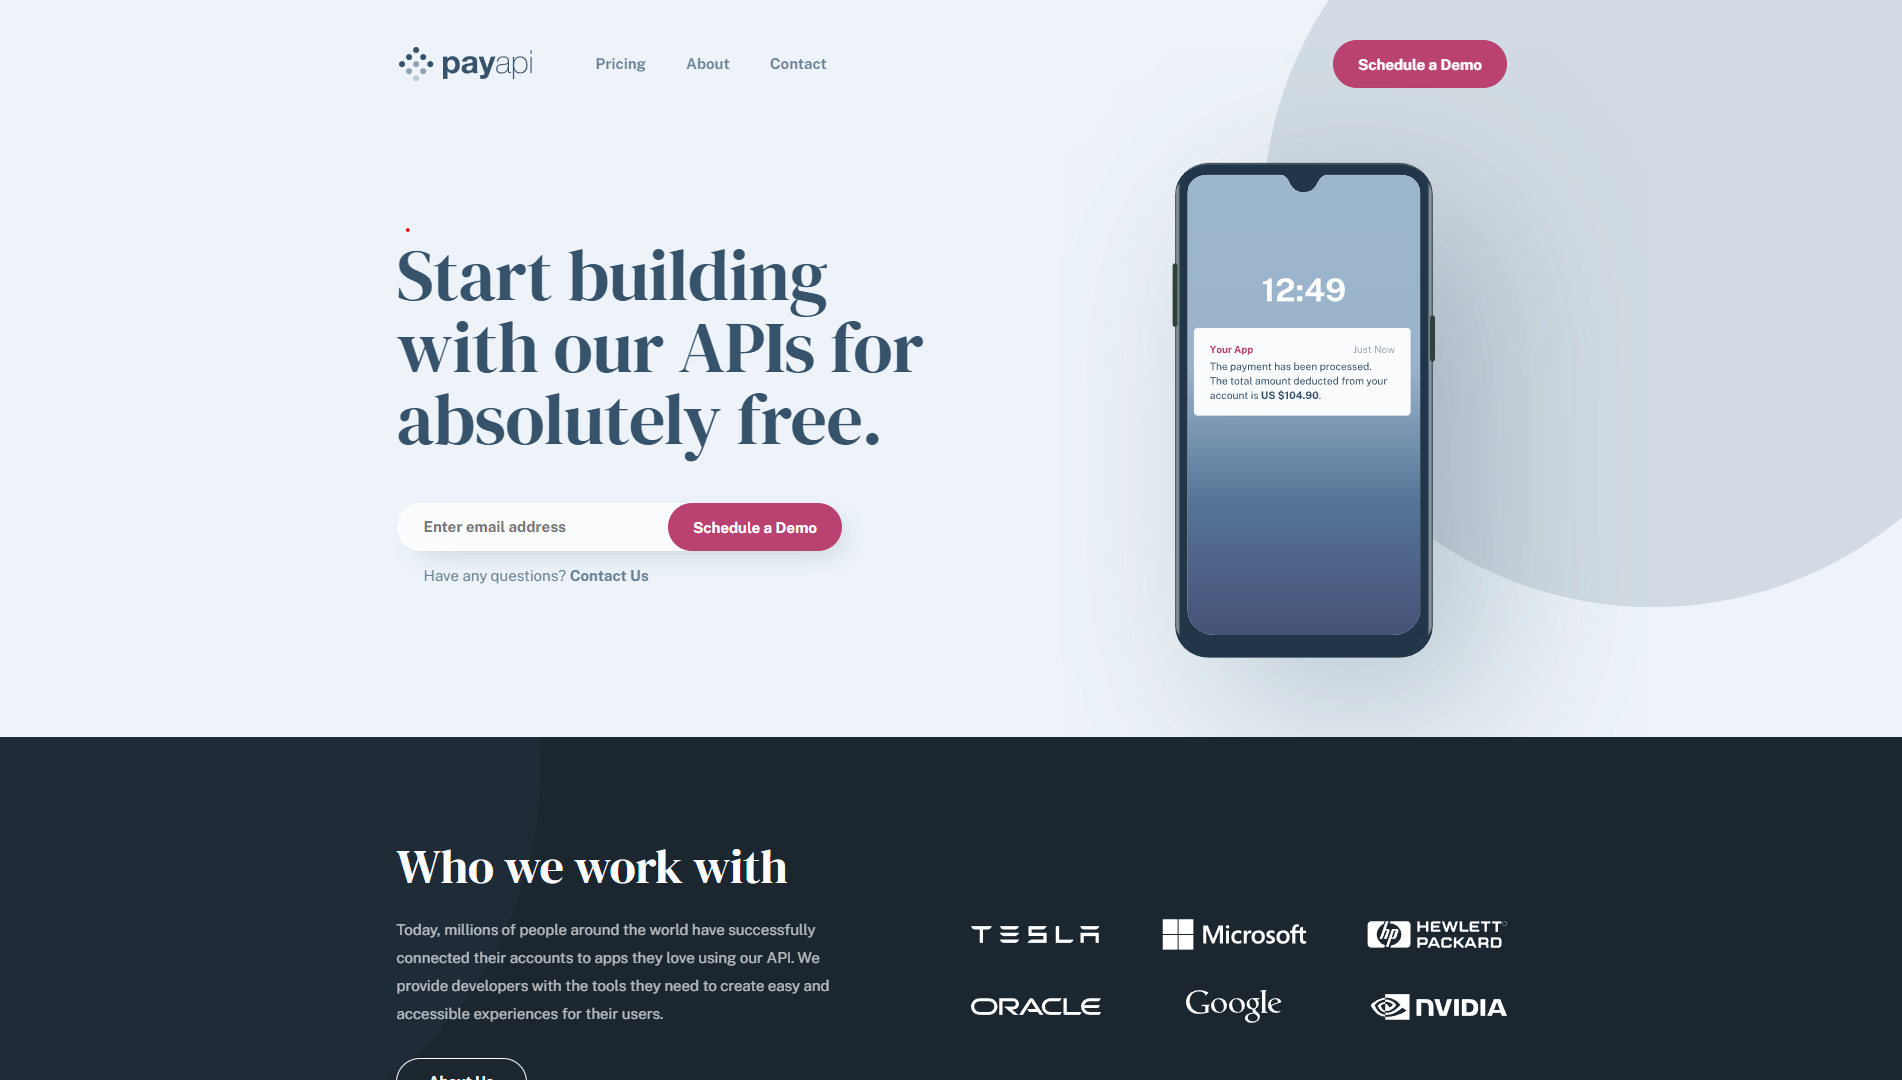 payapi
Pricing
About
Contact
Schedule a Demo
Start building
with our APIs for
absolutely free.
Enter email address
Schedule a Demo
Have any questions? Contact Us
12:49
Your App
Just Now
The payment has been processed.
The total amount deducted from your
account is US $104.90.
Who we work with
Today, millions of people around the world have successfully
connected their accounts to apps they love using our API. We
provide developers with the tools they need to create easy and
accessible experiences for their users.
About Us
TESLA
Microsoft
hp HEWLETT
PACKARD
ORACLE
Google
NVIDIA